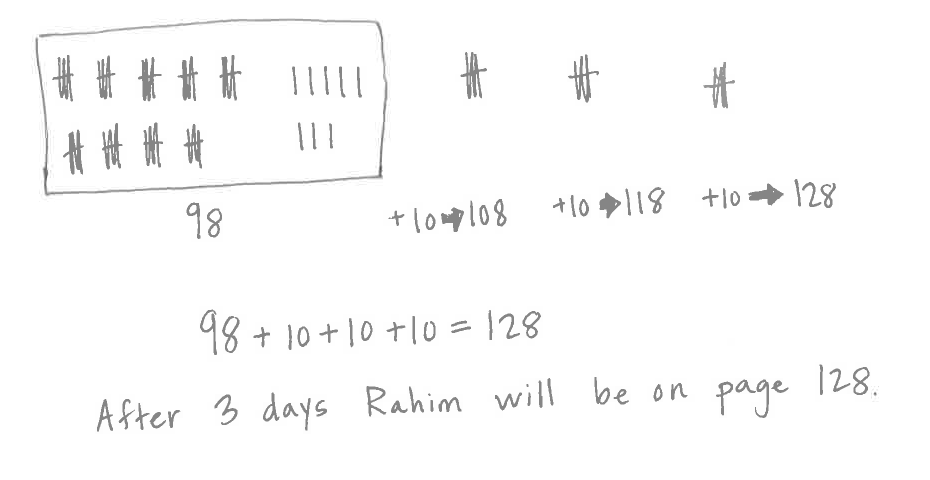 98 +10➡108 +10➡118 +10➡128
98 + 10 + 10 + 10 = 128
After 3 days Rahim will be on page 128.